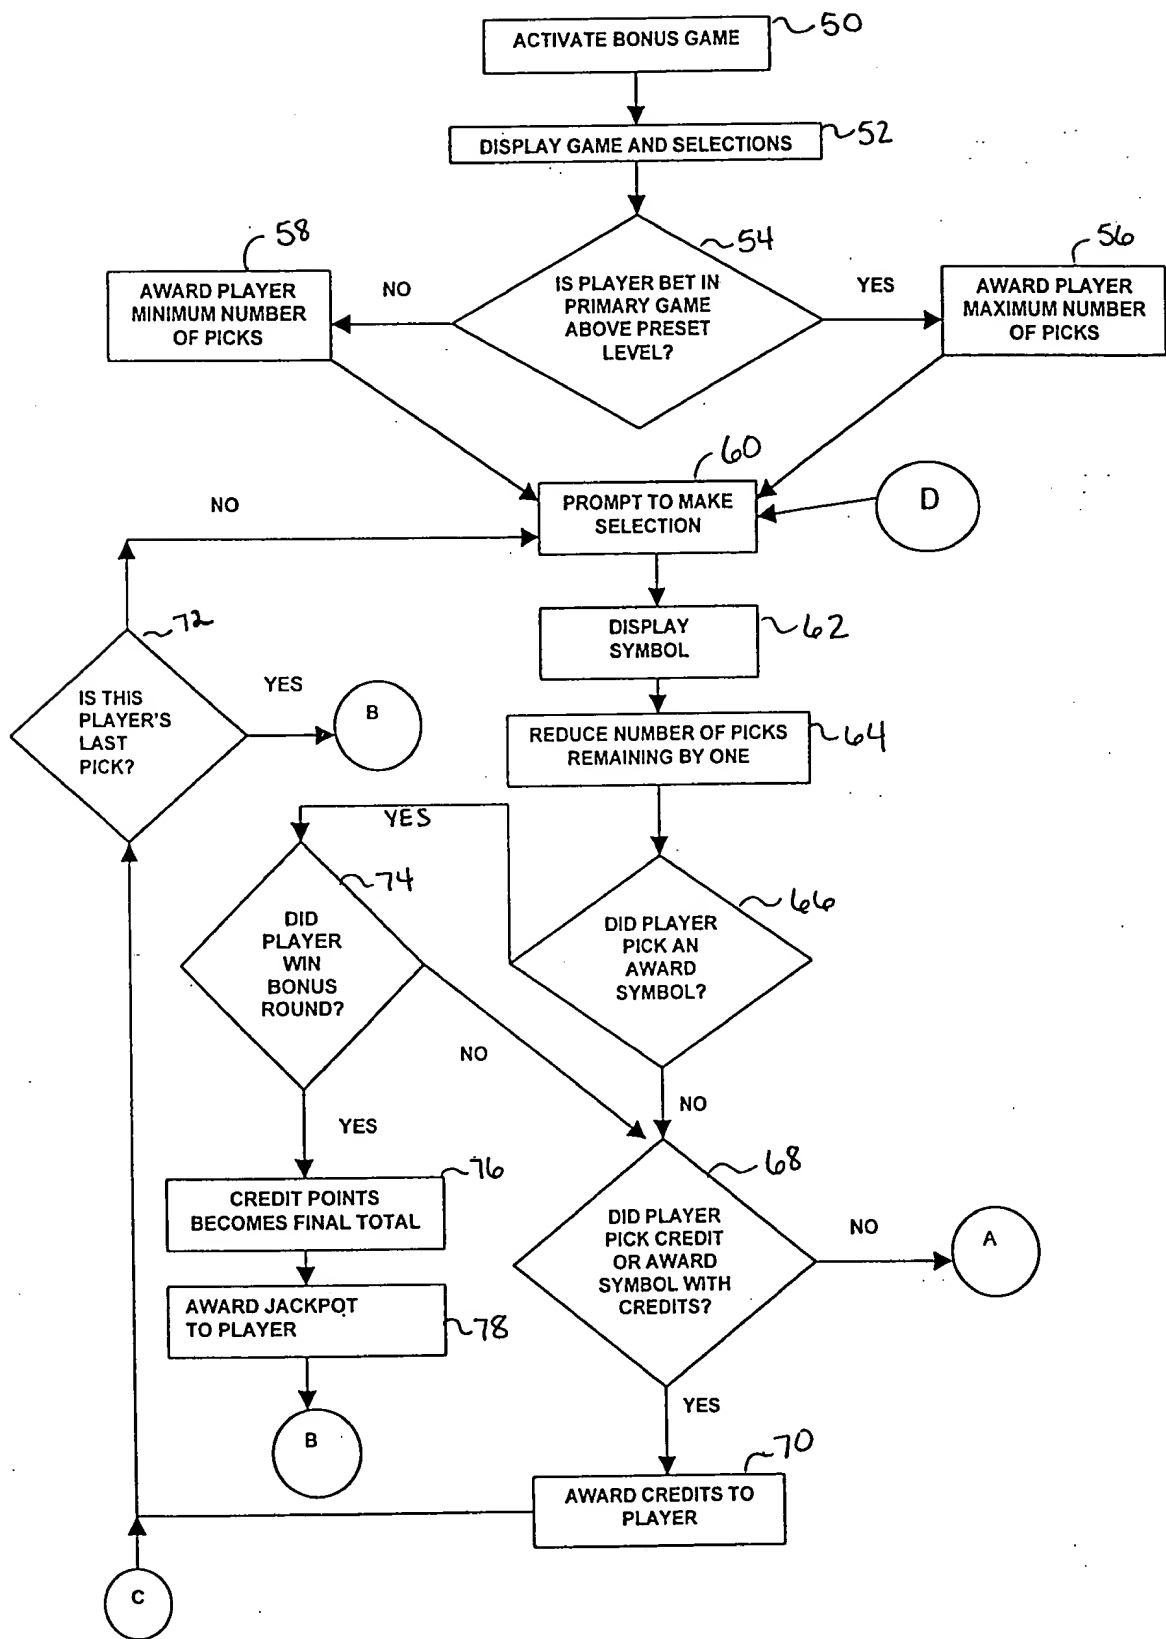 ACTIVATE BONUS GAME
50
DISPLAY GAME AND SELECTIONS
52
58
54
56
AWARD PLAYER
MINIMUM NUMBER
OF PICKS
NO
IS PLAYER BET IN
PRIMARY GAME
ABOVE PRESET
LEVEL?
YES
AWARD PLAYER
MAXIMUM NUMBER
OF PICKS
60
NO
PROMPT TO MAKE
SELECTION
D
72
DISPLAY
SYMBOL
62
IS THIS
PLAYER'S
LAST
PICK?
YES
B
REDUCE NUMBER OF PICKS
REMAINING BY ONE
64
YES
74
66
DID
PLAYER
WIN
BONUS
ROUND?
DID PLAYER
PICK AN
AWARD
SYMBOL?
NO
NO
YES
76
68
CREDIT POINTS
BECOMES FINAL TOTAL
DID PLAYER
PICK CREDIT
OR AWARD
SYMBOL WITH
CREDITS?
NO
A
AWARD JACKPOT
TO PLAYER
78
YES
B
70
AWARD CREDITS TO
PLAYER
C